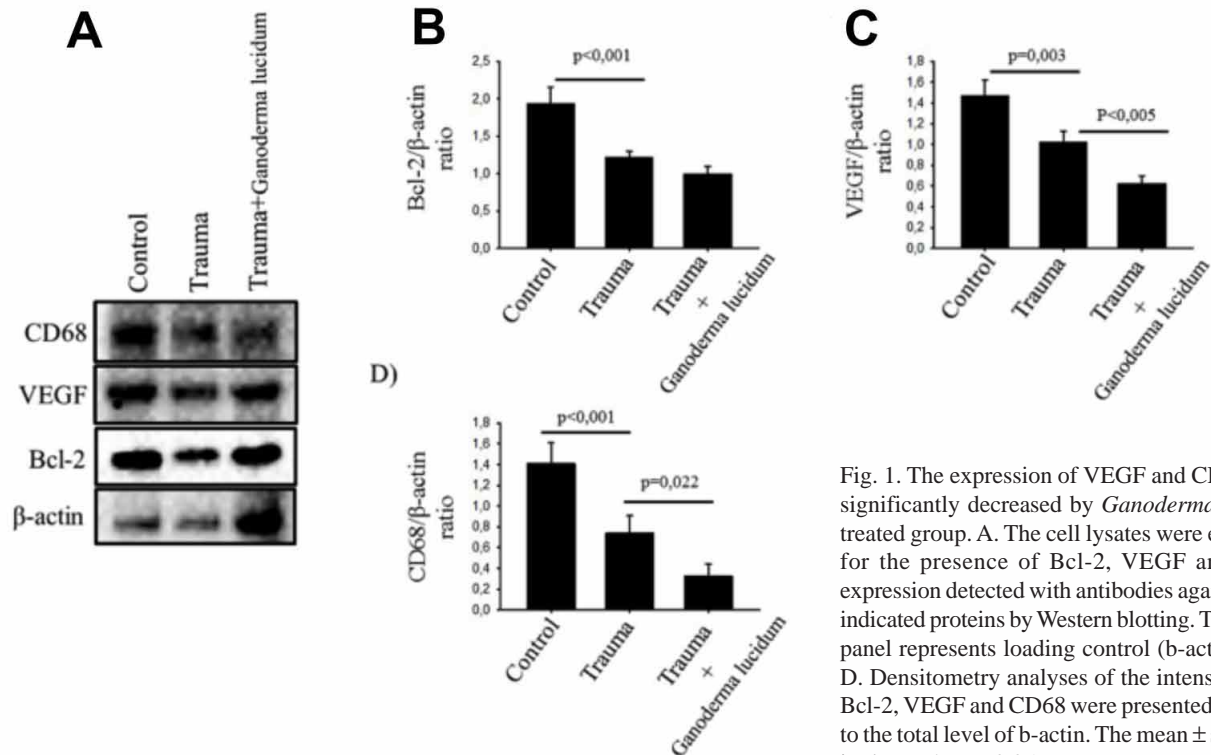 A
Control
Trauma
Trauma+Ganoderma lucidum
CD68
VEGF
Bcl-2
β-actin
B
Bcl-2/β-actin
ratio
2,5
2,0
1,5
1,0
0,5
0,0
p<0,001
Control
Trauma
Trauma
+
Ganoderma lucidum
C
VEGF/β-actin
ratio
1,8
1,6
1,4
1,2
1,0
0,8
0,6
0,4
0,2
0,0
p=0,003
P<0,005
Control
Trauma
Trauma
+
Ganoderma lucidum
D)
CD68/β-actin
ratio
1,8
1,6
1,4
1,2
1,0
0,8
0,6
0,4
0,2
0,0
p<0,001
p=0,022
Control
Trauma
Trauma
+
Ganoderma lucidum
Fig. 1. The expression of VEGF and CD
significantly decreased by Ganoderma
treated group. A. The cell lysates were e
for the presence of Bcl-2, VEGF an
expression detected with antibodies aga
indicated proteins by Western blotting. T
panel represents loading control (b-act
D. Densitometry analyses of the intens
Bcl-2, VEGF and CD68 were presented
to the total level of b-actin. The mean ±